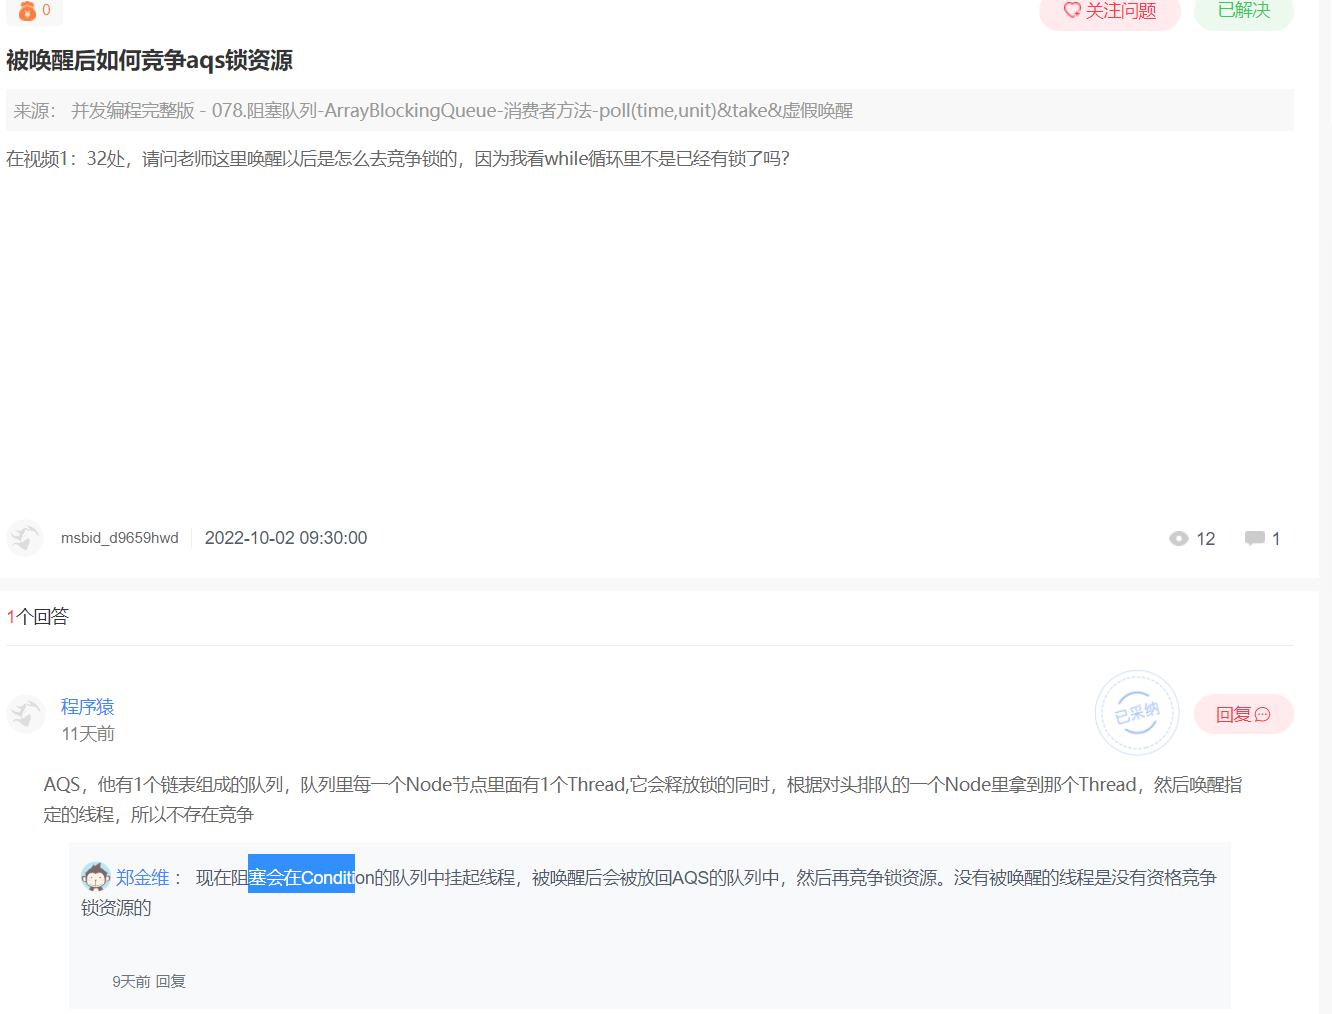 0
关注问题
已解决
被唤醒后如何竞争aqs锁资源
来源： 并发编程完整版 - 078.阻塞队列-ArrayBlockingQueue-消费者方法-poll(time,unit)&take&虚假唤醒
在视频1：32处，请问老师这里唤醒以后是怎么去竞争锁的，因为我看while循环里不是已经有锁了吗?
msbid_d9659hwd 2022-10-02 09:30:00
12 1
1个回答
程序猿
11天前
已采纳
回复
AQS，他有1个链表组成的队列，队列里每一个Node节点里面有1个Thread,它会释放锁的同时，根据对头排队的一个Node里拿到那个Thread，然后唤醒指
定的线程，所以不存在竞争
郑金维： 现在阻塞会在Condition的队列中挂起线程，被唤醒后会被放回AQS的队列中，然后再竞争锁资源。没有被唤醒的线程是没有资格竞争
锁资源的
9天前 回复